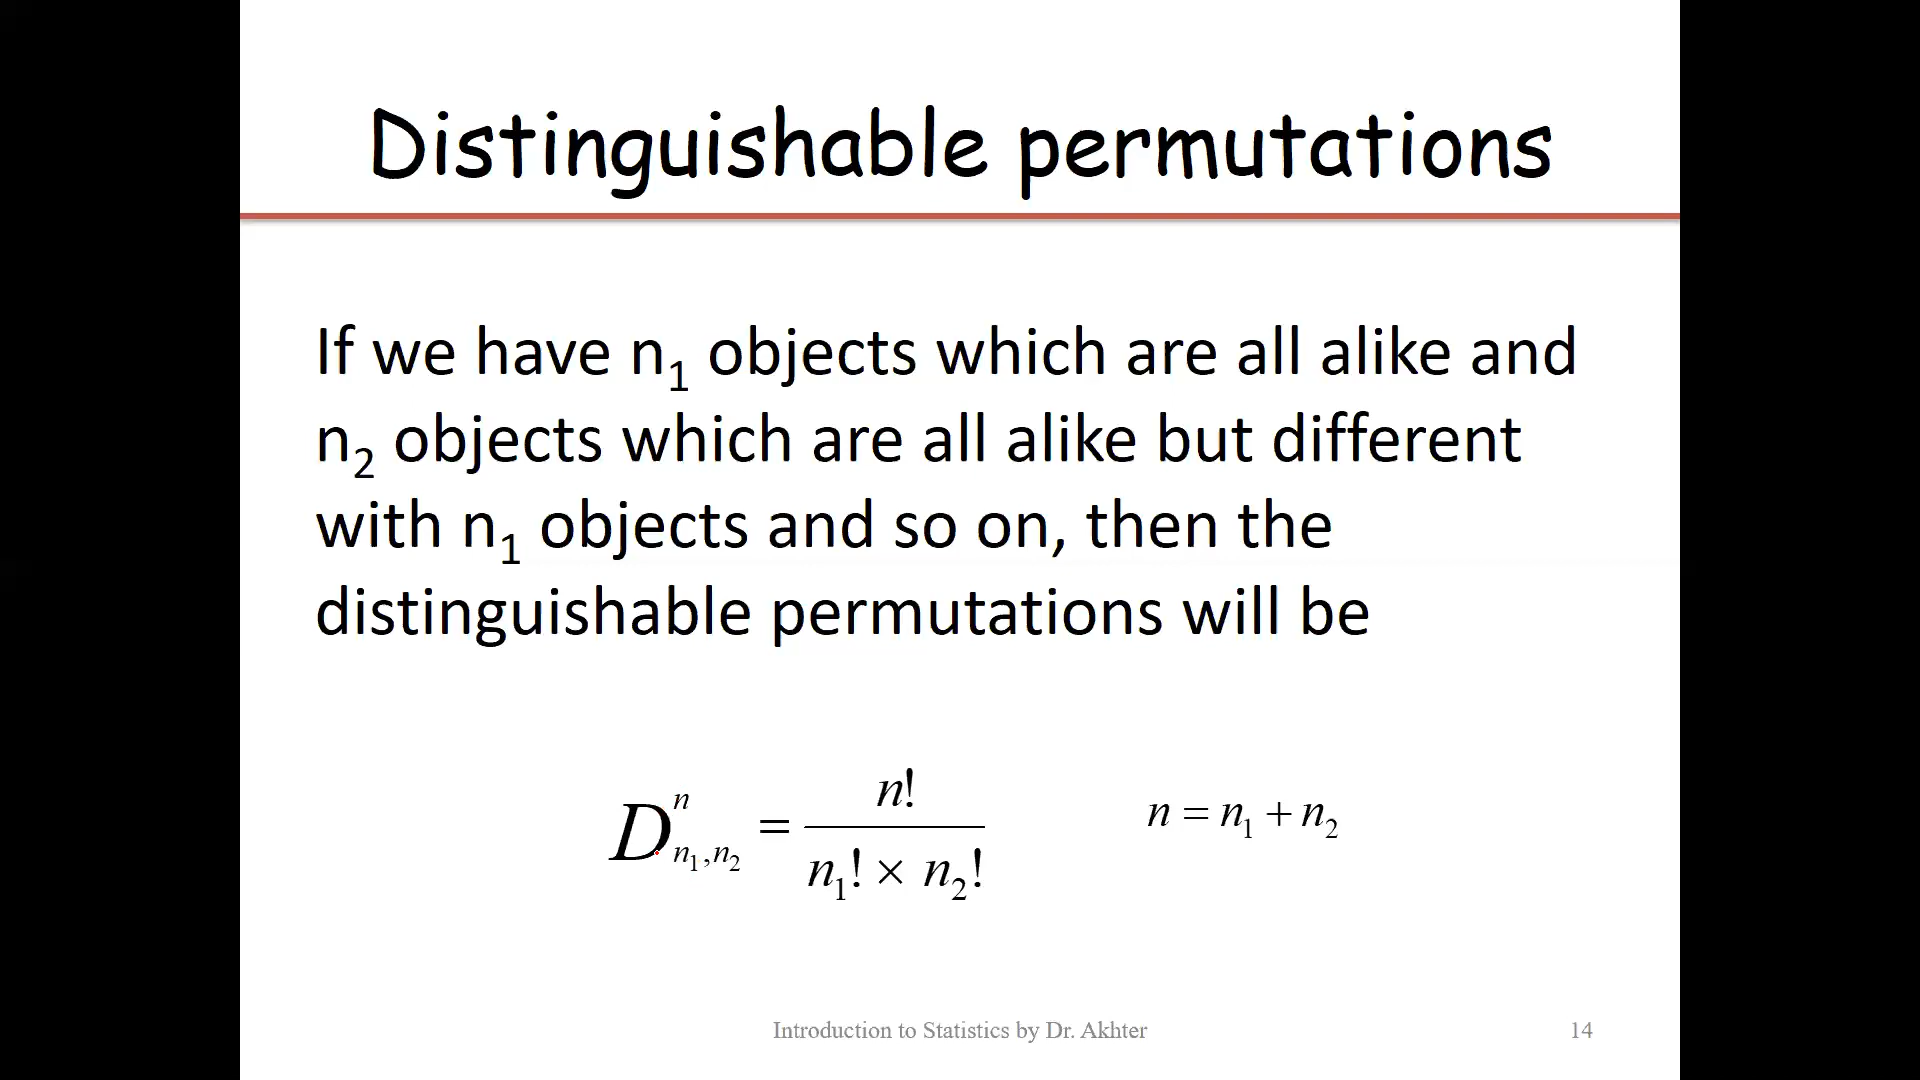 Distinguishable permutations
If we have n₁ objects which are all alike and
n₂ objects which are all alike but different
with n₁ objects and so on, then the
distinguishable permutations will be
Dⁿₙ₁,ₙ₂ = n! / (n₁! × n₂!)
n = n₁ + n₂
Introduction to Statistics by Dr. Akhter
14